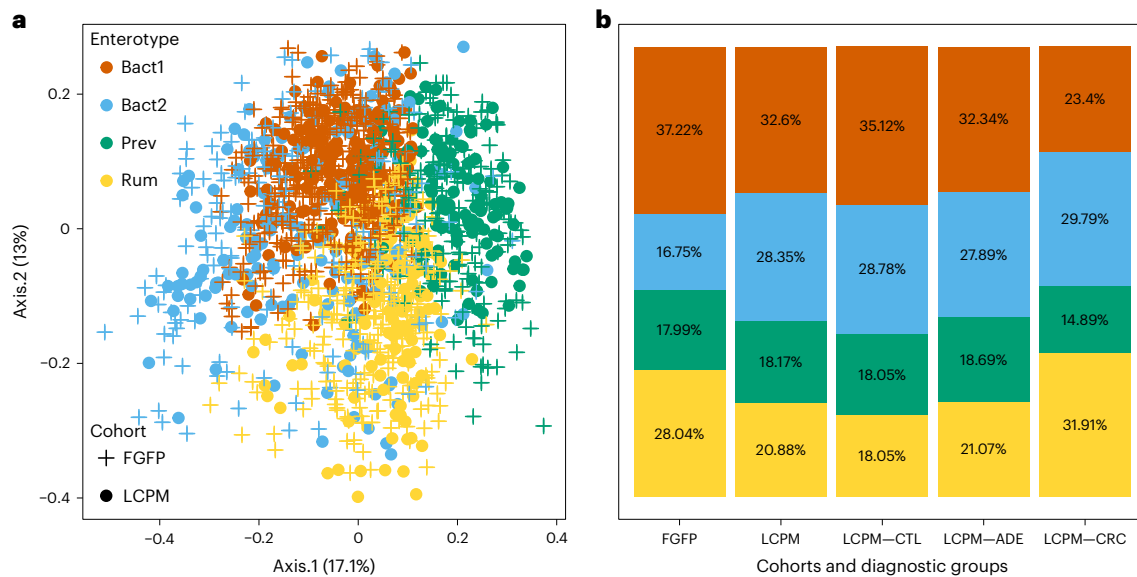 a
Enterotype
Bact1
Bact2
Prev
Rum
Cohort
FGFP
LCPM
0.2
0
−0.2
−0.4
Axis.2 (13%)
−0.4
−0.2
0
0.2
0.4
Axis.1 (17.1%)
b
37.22%
16.75%
17.99%
28.04%
32.6%
28.35%
18.17%
20.88%
35.12%
28.78%
18.05%
18.05%
32.34%
27.89%
18.69%
21.07%
23.4%
29.79%
14.89%
31.91%
FGFP
LCPM
LCPM—CTL
LCPM—ADE
LCPM—CRC
Cohorts and diagnostic groups